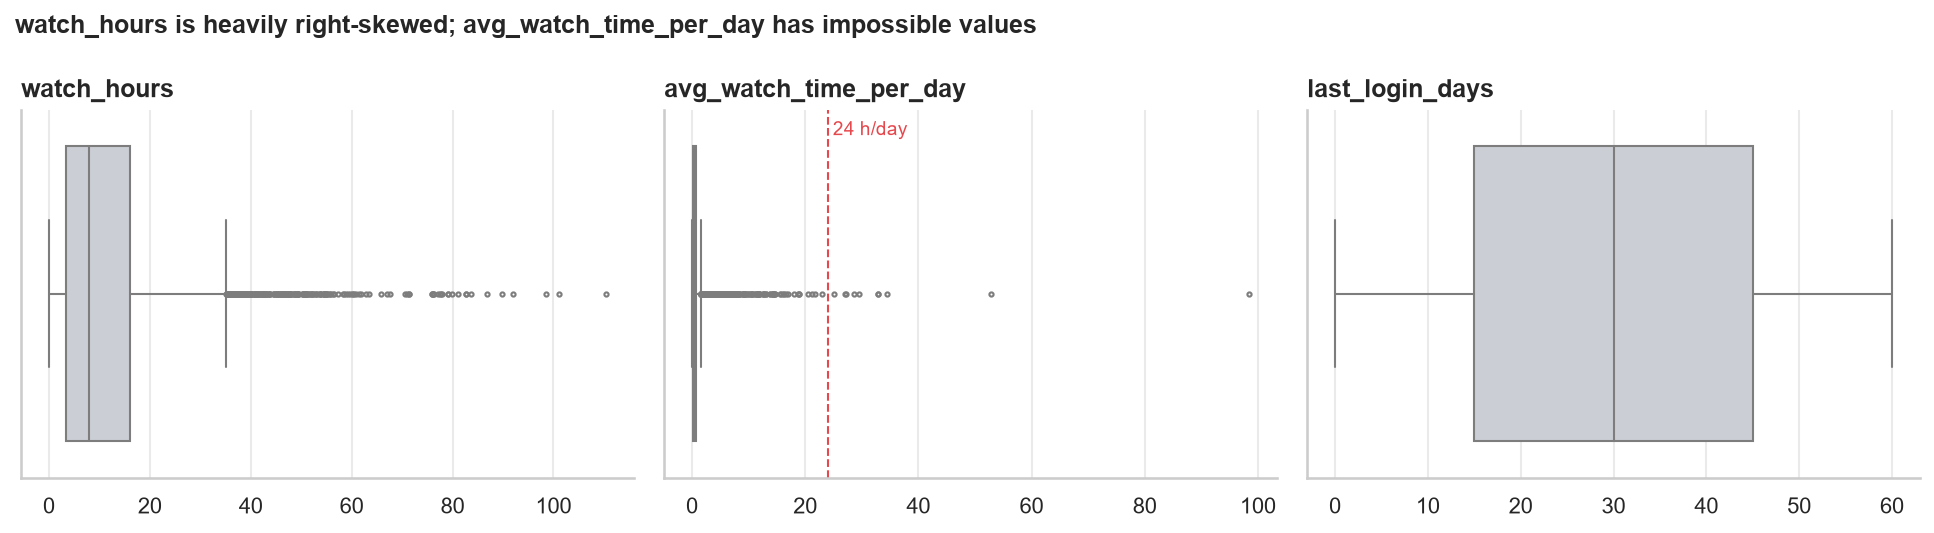 watch_hours is heavily right-skewed; avg_watch_time_per_day has impossible values
watch_hours
avg_watch_time_per_day
last_login_days
24 h/day
0 20 40 60 80 100
0 20 40 60 80 100
0 10 20 30 40 50 60